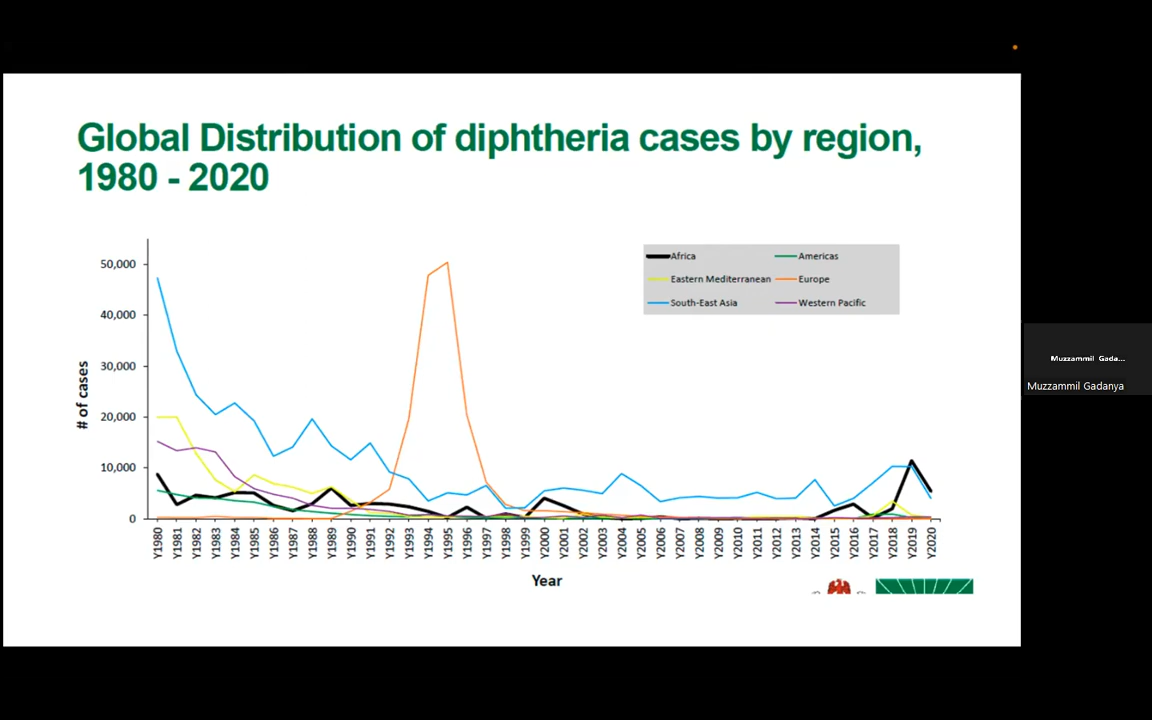 Global Distribution of diphtheria cases by region,
1980 - 2020
50,000
40,000
30,000
20,000
10,000
0
# of cases
Africa Americas
Eastern Mediterranean Europe
South-East Asia Western Pacific
Y1980 Y1981 Y1982 Y1983 Y1984 Y1985 Y1986 Y1987 Y1988 Y1989 Y1990 Y1991 Y1992 Y1993 Y1994 Y1995 Y1996 Y1997 Y1998 Y1999 Y2000 Y2001 Y2002 Y2003 Y2004 Y2005 Y2006 Y2007 Y2008 Y2009 Y2010 Y2011 Y2012 Y2013 Y2014 Y2015 Y2016 Y2017 Y2018 Y2019 Y2020
Year
Muzzammil Gada...
Muzzammil Gadanya